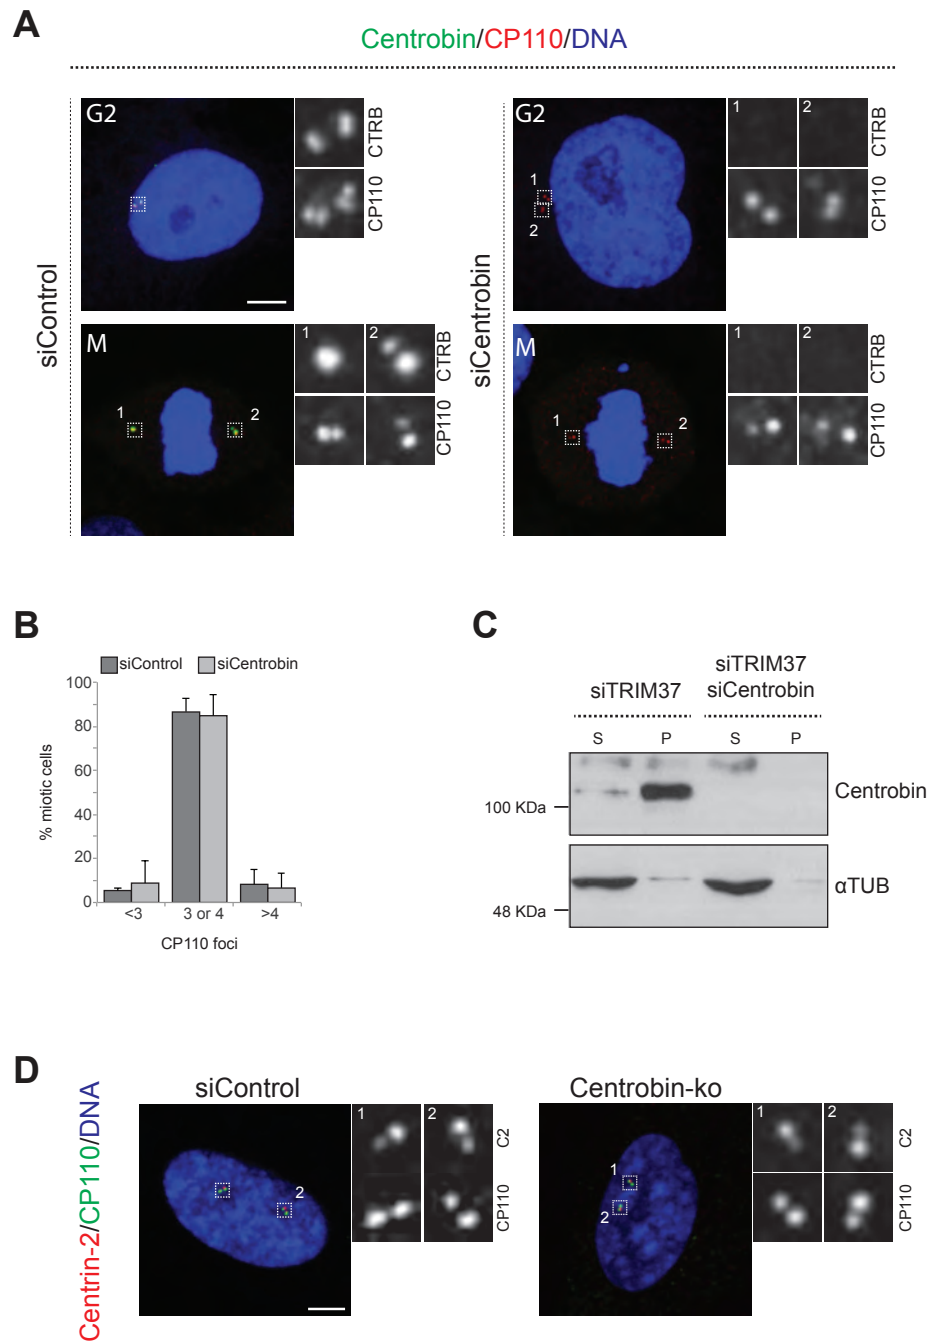 A
Centrobin/CP110/DNA
siControl
G2
CTRB
CP110
M
1
2
1
2
CTRB
CP110
siCentrobin
G2
1
2
1
2
CTRB
CP110
M
1
2
1
2
CTRB
CP110
B
siControl
siCentrobin
100
80
60
40
20
0
% miotic cells
<3
3 or 4
>4
CP110 foci
C
siTRIM37
siTRIM37
siCentrobin
S
P
S
P
100 KDa
Centrobin
48 KDa
αTUB
D
Centrin-2/CP110/DNA
siControl
2
1
2
C2
CP110
Centrobin-ko
1
2
1
2
C2
CP110